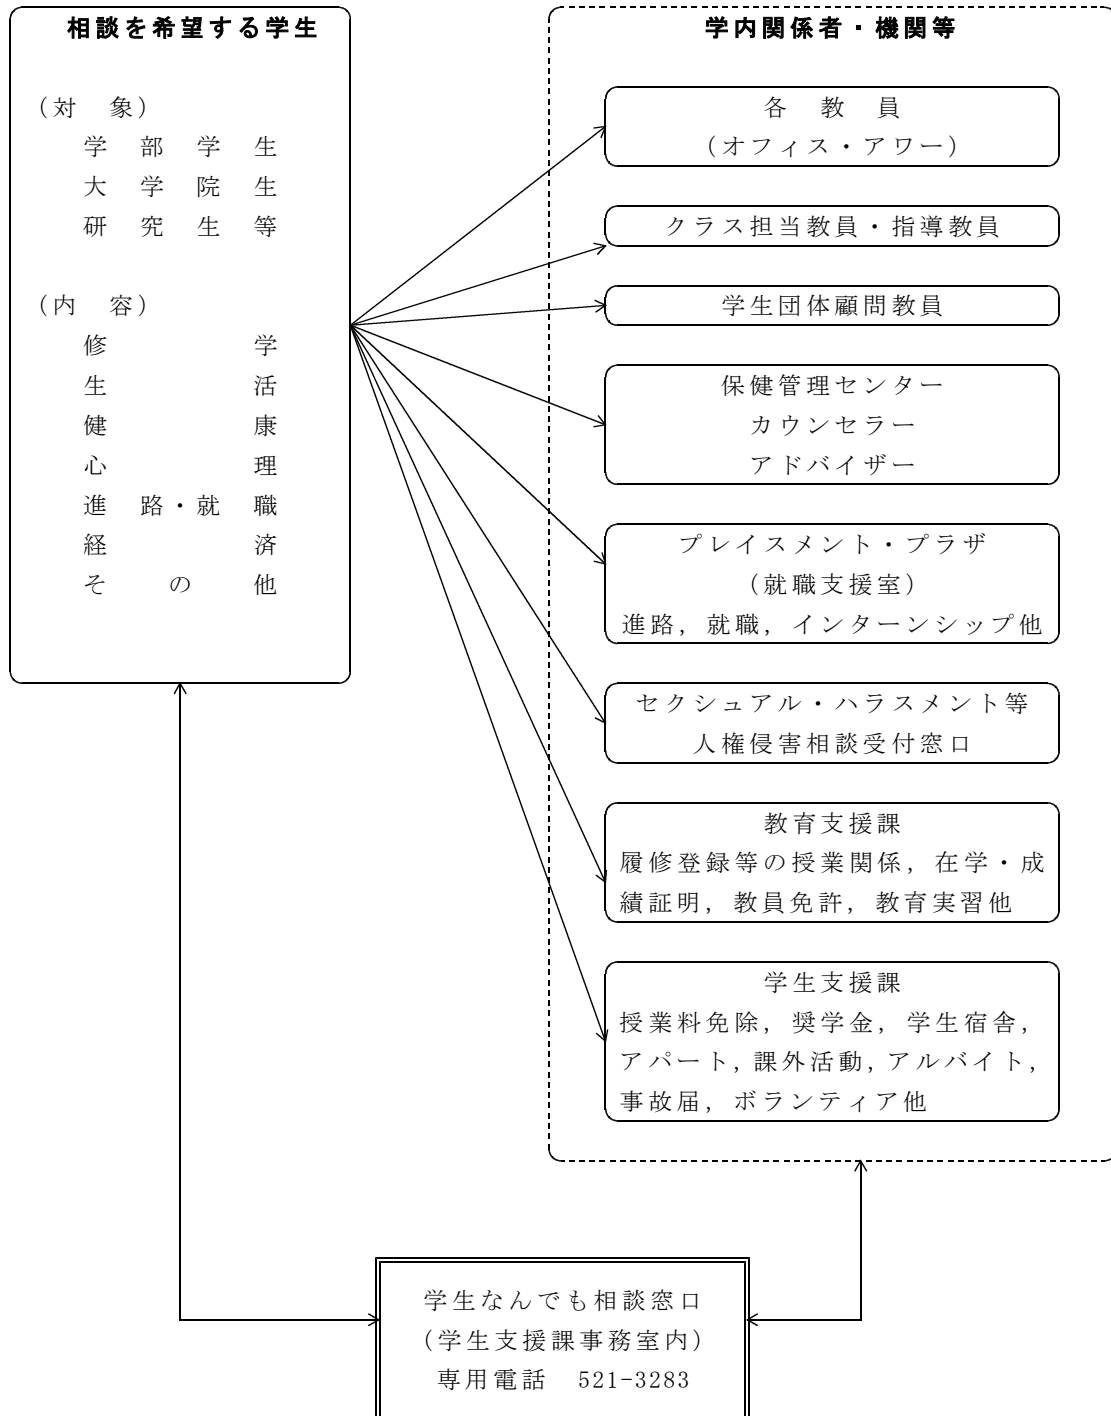 相談を希望する学生
(対　象)
学部学生
大学院生
研究生等
(内　容)
修学
生活
健康
心理
進路・就職
経済
その他
学内関係者・機関等
各教員
(オフィス・アワー)
クラス担当教員・指導教員
学生団体顧問教員
保健管理センター
カウンセラー
アドバイザー
プレイスメント・プラザ
(就職支援室)
進路，就職，インターンシップ他
セクシュアル・ハラスメント等
人権侵害相談受付窓口
教育支援課
履修登録等の授業関係，在学・成
績証明，教員免許，教育実習他
学生支援課
授業料免除，奨学金，学生宿舎，
アパート，課外活動，アルバイト，
事故届，ボランティア他
学生なんでも相談窓口
(学生支援課事務室内)
専用電話　521-3283